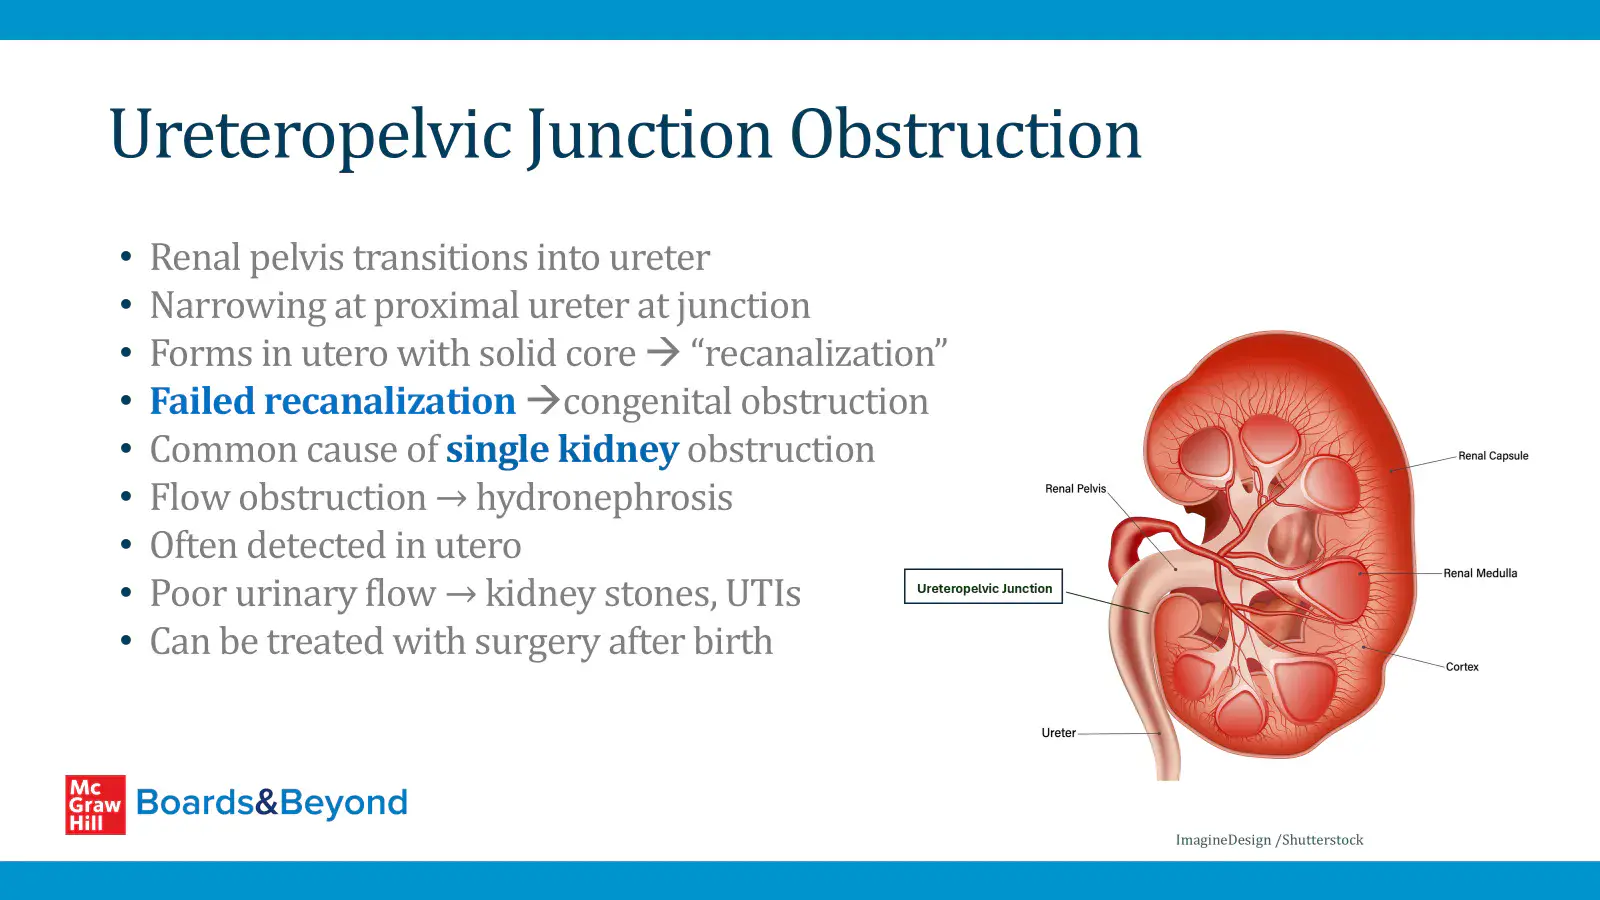 Ureteropelvic Junction Obstruction
• Renal pelvis transitions into ureter
• Narrowing at proximal ureter at junction
• Forms in utero with solid core → “recanalization”
• Failed recanalization →congenital obstruction
• Common cause of single kidney obstruction
• Flow obstruction → hydronephrosis
• Often detected in utero
• Poor urinary flow → kidney stones, UTIs
• Can be treated with surgery after birth
Renal Capsule
Renal Pelvis
Renal Medulla
Ureteropelvic Junction
Cortex
Ureter
Mc
Graw
Hill
Boards&Beyond
ImagineDesign /Shutterstock